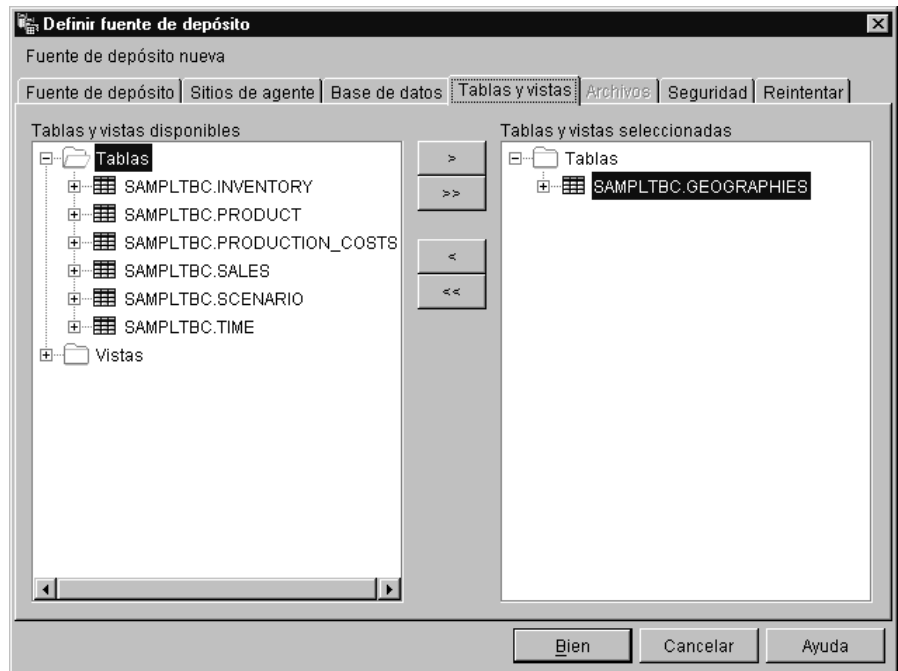 Definir fuente de depósito
Fuente de depósito nueva
Fuente de depósito Sitios de agente Base de datos Tablas y vistas Archivos Seguridad Reintentar
Tablas y vistas disponibles
Tablas
SAMPLTBC.INVENTORY
SAMPLTBC.PRODUCT
SAMPLTBC.PRODUCTION_COSTS
SAMPLTBC.SALES
SAMPLTBC.SCENARIO
SAMPLTBC.TIME
Vistas
>
>>
<
<<
Tablas y vistas seleccionadas
Tablas
SAMPLTBC.GEOGRAPHIES
Bien Cancelar Ayuda